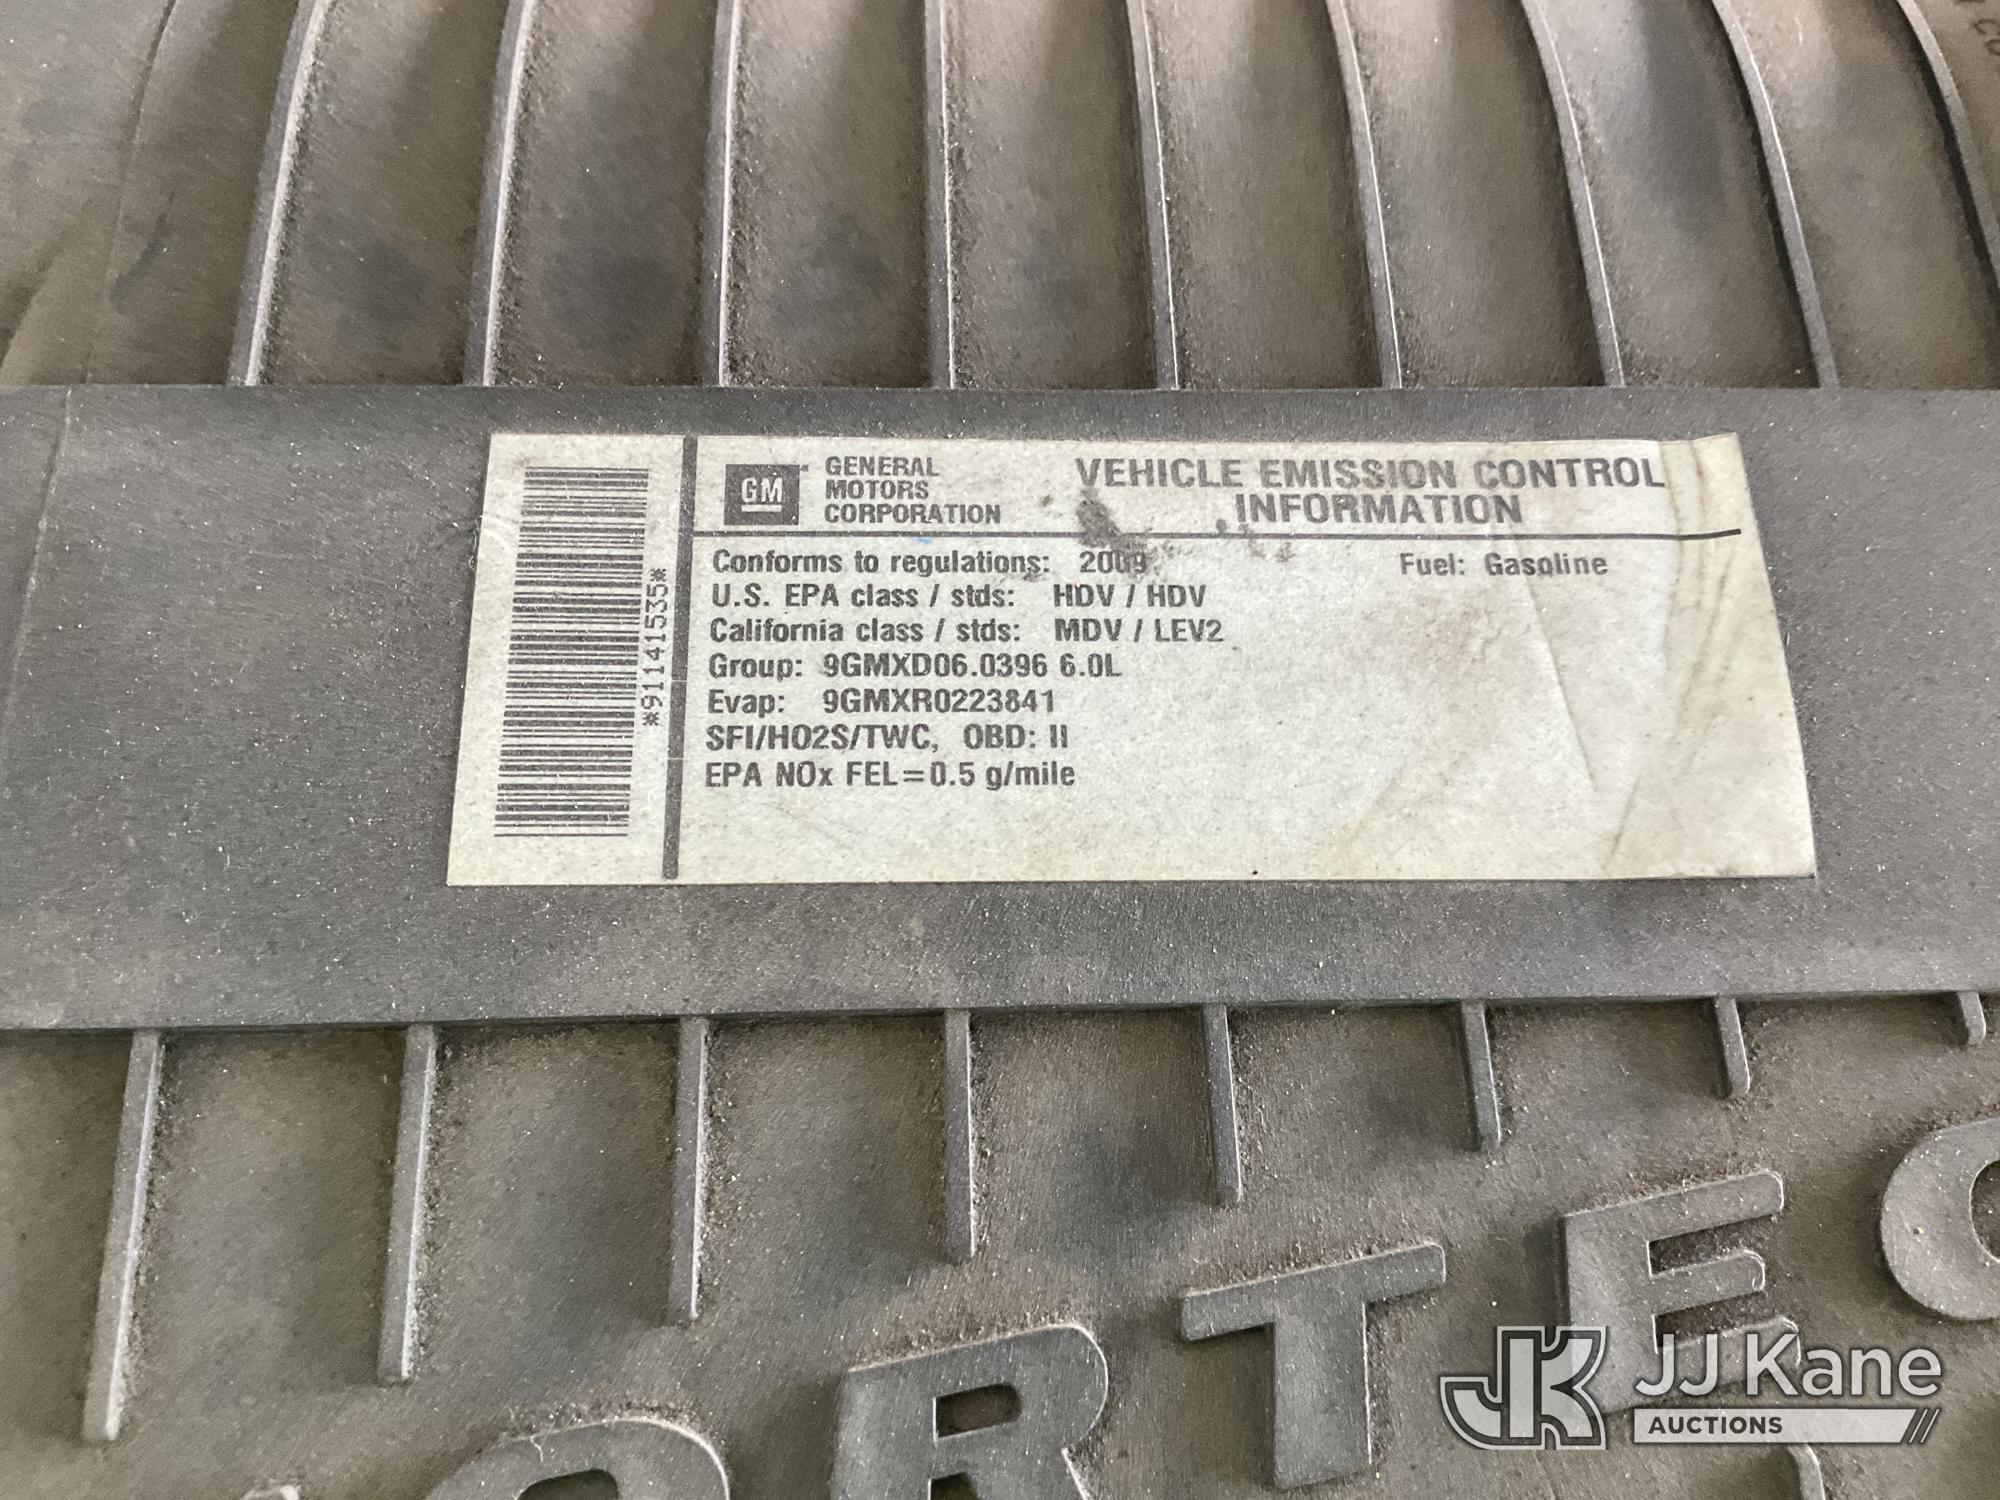 GM
GENERAL
MOTORS
CORPORATION
VEHICLE EMISSION CONTROL
INFORMATION
Conforms to regulations: 2009 Fuel: Gasoline
U.S. EPA class / stds: HDV / HDV
California class / stds: MDV / LEV2
Group: 9GMXD06.0396 6.0L
Evap: 9GMXR0223841
SFI/HO2S/TWC, OBD: II
EPA NOx FEL=0.5 g/mile
*91141535*
ORTEC
JK JJ Kane
AUCTIONS